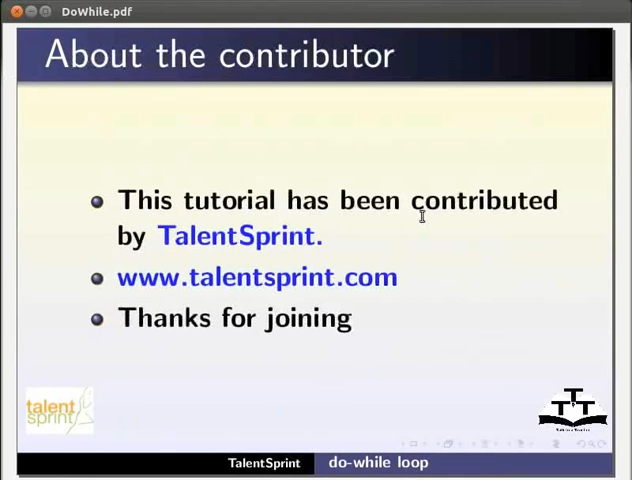 DoWhile.pdf
About the contributor
This tutorial has been contributed
by TalentSprint.
www.talentsprint.com
Thanks for joining
talent
sprint
TTT
TalentSprint do-while loop